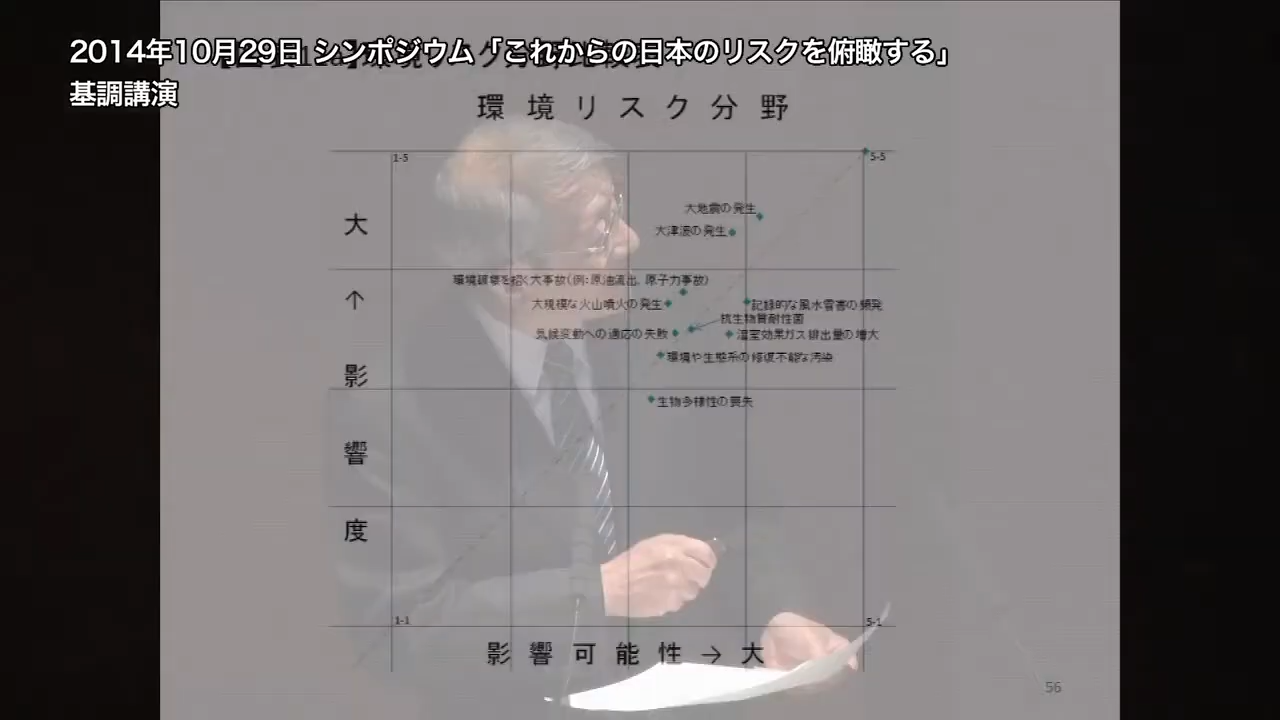 2014年10月29日 シンポジウム「これからの日本のリスクを俯瞰する」
基調講演
環境リスク分野
1-5
5-5
大地震の発生
大津波の発生
環境破壊を招く大事故(例:原油流出、原子力事故)
大規模な火山噴火の発生
記録的な風水雪害の頻発
抗生物質耐性菌
気候変動への適応の失敗
温室効果ガス排出量の増大
環境や生態系の修復不能な汚染
生物多様性の喪失
大
↑
影
響
度
1-1
5-1
影響可能性→大
56